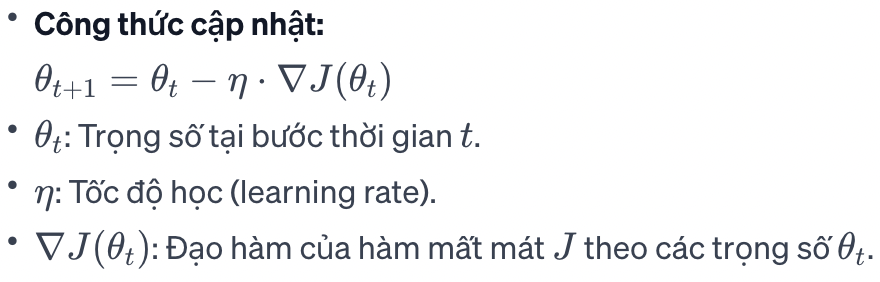 • Công thức cập nhật:
θ_{t+1} = θ_t − η · ∇J(θ_t)
• θ_t: Trọng số tại bước thời gian t.
• η: Tốc độ học (learning rate).
• ∇J(θ_t): Đạo hàm của hàm mất mát J theo các trọng số θ_t.